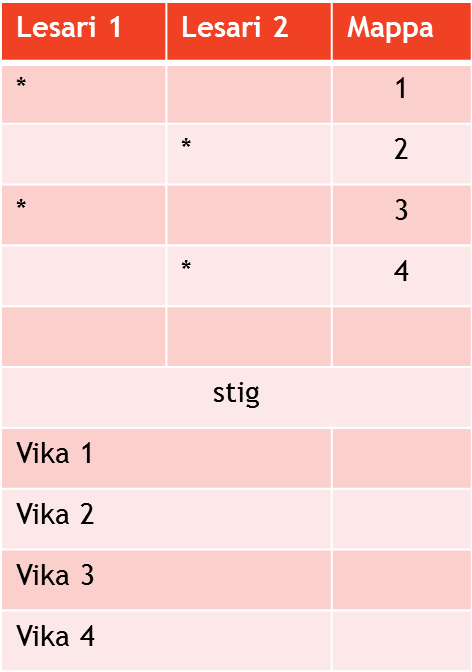 Lesari 1 Lesari 2 Mappa
* 1
* 2
* 3
* 4
stig
Vika 1
Vika 2
Vika 3
Vika 4